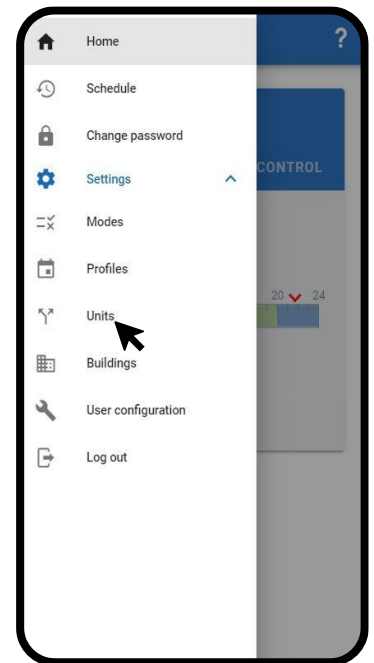 Home
?
Schedule
Change password
CONTROL
Settings
Modes
Profiles
20 24
Units
Buildings
User configuration
Log out